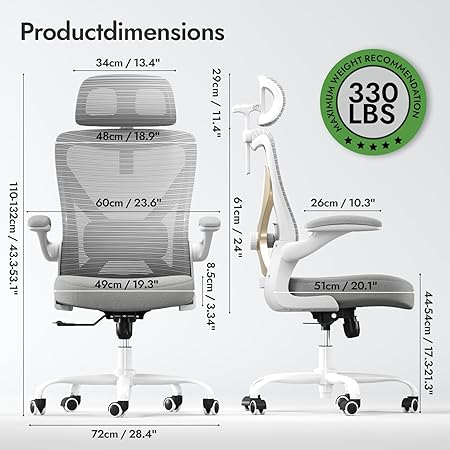 Productdimensions
34cm / 13.4"
29cm / 11.4"
MAXIMUM WEIGHT RECOMMENDATION
330
LBS
48cm / 18.9"
110-132cm / 43.3-53.1"
60cm / 23.6"
61cm / 24"
26cm / 10.3"
49cm / 19.3"
8.5cm / 3.34"
51cm / 20.1"
44-54cm / 17.3-21.3"
72cm / 28.4"